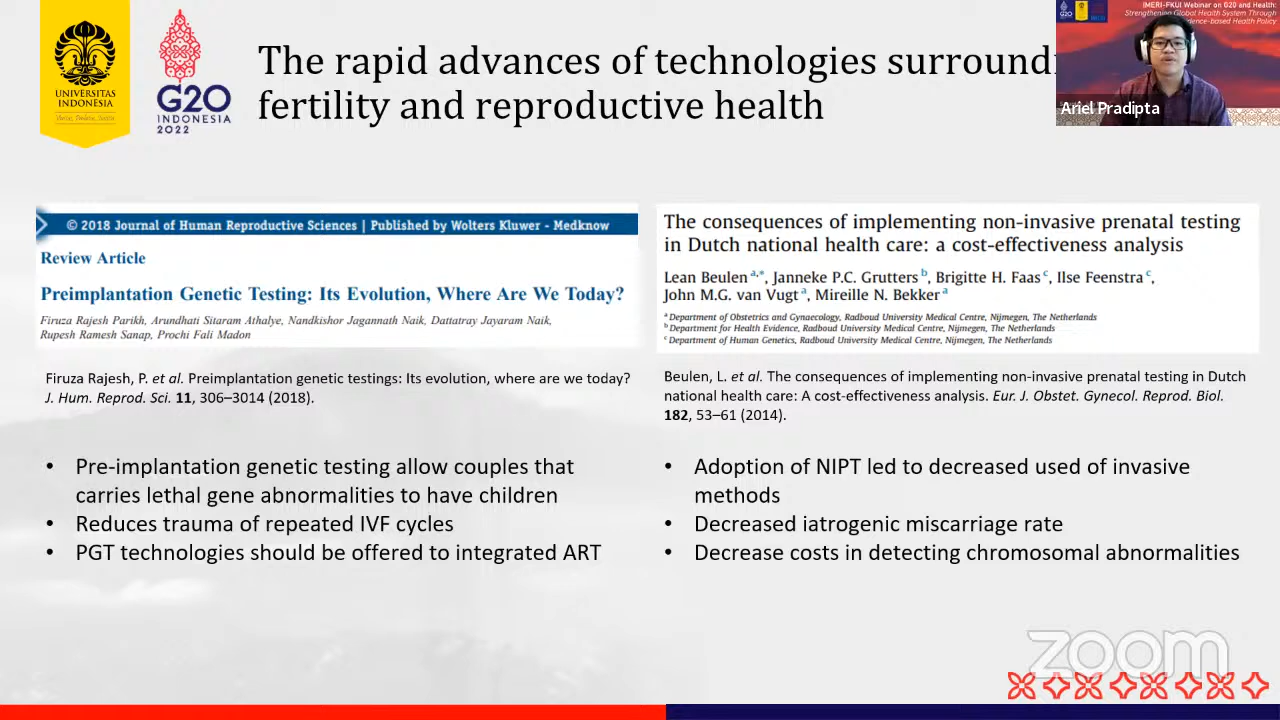 UNIVERSITAS
INDONESIA
G20
INDONESIA
2022
The rapid advances of technologies surroundi
fertility and reproductive health
IMERI-FKUI Webinar on G20 and Health:
Strengthening Global Health System Through
dence-based Health Policy
Ariel Pradipta
© 2018 Journal of Human Reproductive Sciences | Published by Wolters Kluwer - Medknow
Review Article
Preimplantation Genetic Testing: Its Evolution, Where Are We Today?
Firuza Rajesh Parikh, Arundhati Sitaram Athalye, Nandkishor Jagannath Naik, Dattatray Jayaram Naik,
Rupesh Ramesh Sanap, Prochi Fali Madon
Firuza Rajesh, P. et al. Preimplantation genetic testings: Its evolution, where are we today?
J. Hum. Reprod. Sci. 11, 306–3014 (2018).
• Pre-implantation genetic testing allow couples that
carries lethal gene abnormalities to have children
• Reduces trauma of repeated IVF cycles
• PGT technologies should be offered to integrated ART
The consequences of implementing non-invasive prenatal testing
in Dutch national health care: a cost-effectiveness analysis
Lean Beulen a,*, Janneke P.C. Grutters b, Brigitte H. Faas c, Ilse Feenstra c,
John M.G. van Vugt a, Mireille N. Bekker a
a Department of Obstetrics and Gynaecology, Radboud University Medical Centre, Nijmegen, The Netherlands
b Department for Health Evidence, Radboud University Medical Centre, Nijmegen, The Netherlands
c Department of Human Genetics, Radboud University Medical Centre, Nijmegen, The Netherlands
Beulen, L. et al. The consequences of implementing non-invasive prenatal testing in Dutch
national health care: A cost-effectiveness analysis. Eur. J. Obstet. Gynecol. Reprod. Biol.
182, 53–61 (2014).
• Adoption of NIPT led to decreased used of invasive
methods
• Decreased iatrogenic miscarriage rate
• Decrease costs in detecting chromosomal abnormalities
zoom